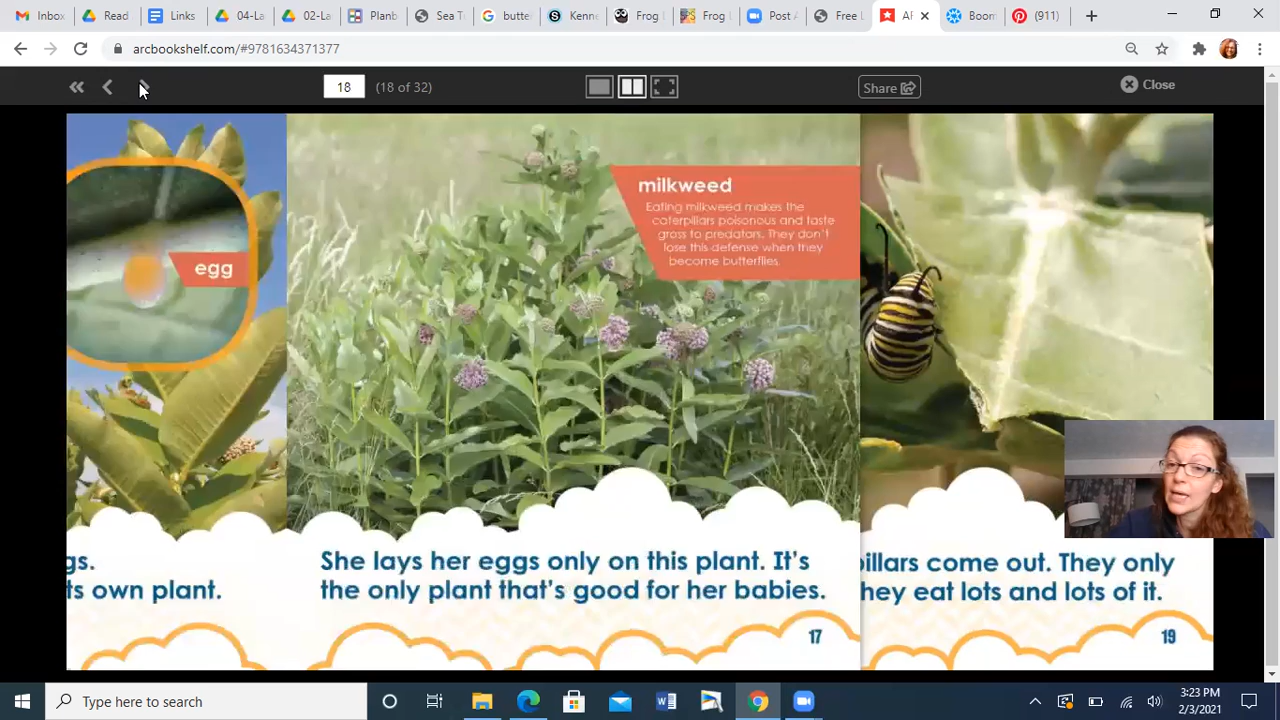 Inbox
Read
Links
04-La
02-La
Planb
SeeS
butte
Kenne
Frog L
Frog L
Post A
Free l
AF
Boom
(911)
arcbookshelf.com/#9781634371377
18
(18 of 32)
Share
Close
milkweed
Eating milkweed makes the
caterpillars poisonous and taste
gross to predators. They don't
lose this defense when they
become butterflies.
egg
gs.
ts own plant.
She lays her eggs only on this plant. It's
the only plant that's good for her babies.
17
pillars come out. They only
hey eat lots and lots of it.
19
Type here to search
3:23 PM
2/3/2021